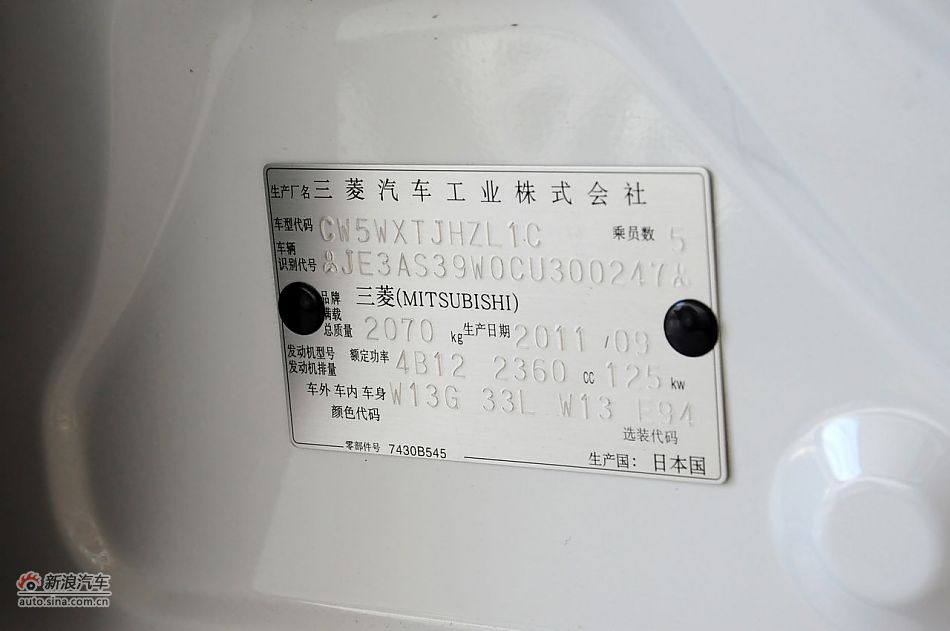 生产厂名 三菱汽车工业株式会社
车型代码 CW5WXTJHZL1C 乘员数 5
车辆
识别代号 JE3AS39W0CU300247
品牌 三菱(MITSUBISHI)
满载
总质量 2070 kg 生产日期 2011/09
发动机型号 额定功率
发动机排量 4B12 2360 cc 125 kw
车外 车内 车身 W13G 33L W13 F94
颜色代码 选装代码
零部件号 7430B545 生产国: 日本国
新浪汽车
auto.sina.com.cn